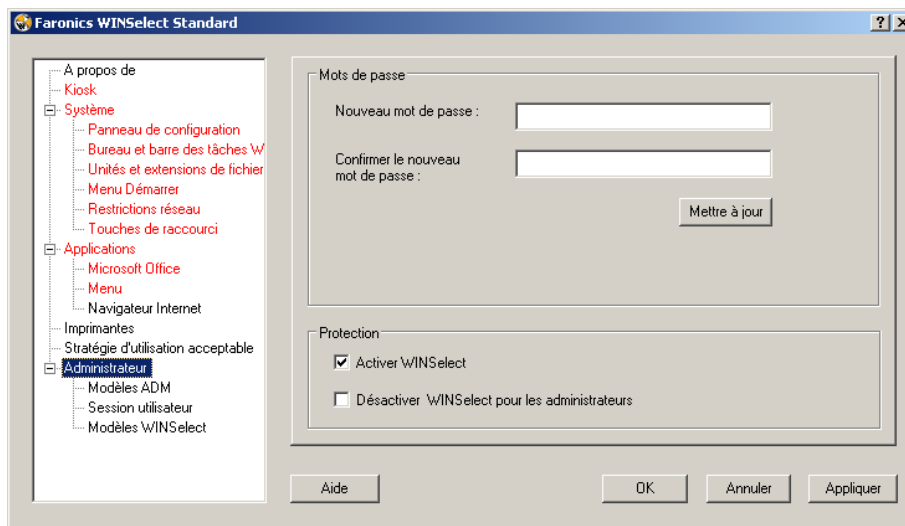 Faronics WINSelect Standard
A propos de
Kiosk
Système
Panneau de configuration
Bureau et barre des tâches W
Unités et extensions de fichier
Menu Démarrer
Restrictions réseau
Touches de raccourci
Applications
Microsoft Office
Menu
Navigateur Internet
Imprimantes
Stratégie d'utilisation acceptable
Administrateur
Modèles ADM
Session utilisateur
Modèles WINSelect
Mots de passe
Nouveau mot de passe :
Confirmer le nouveau
mot de passe :
Mettre à jour
Protection
Activer WINSelect
Désactiver WINSelect pour les administrateurs
Aide
OK
Annuler
Appliquer